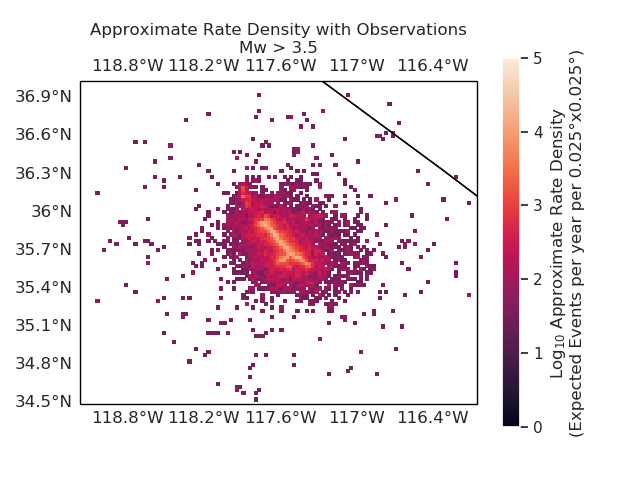 Approximate Rate Density with Observations
Mw > 3.5
118.8°W 118.2°W 117.6°W 117°W 116.4°W
36.9°N
36.6°N
36.3°N
36°N
35.7°N
35.4°N
35.1°N
34.8°N
34.5°N
118.8°W 118.2°W 117.6°W 117°W 116.4°W
5
4
3
2
1
0
Log₁₀ Approximate Rate Density
(Expected Events per year per 0.025°x0.025°)